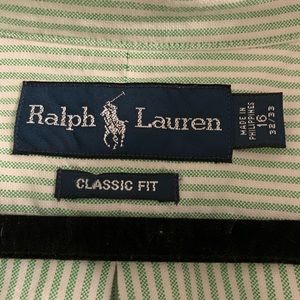 Ralph Lauren
MADE IN
PHILIPPINES
16
32/33
CLASSIC FIT